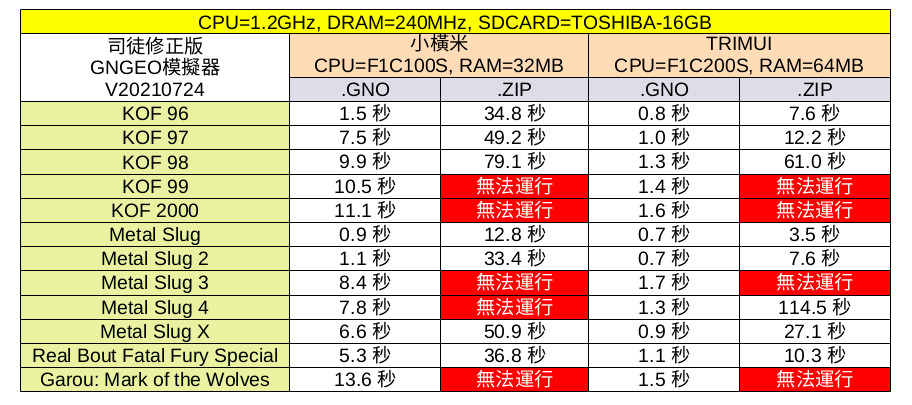 CPU=1.2GHz, DRAM=240MHz, SDCARD=TOSHIBA-16GB
司徒修正版
GNGEO模擬器
V20210724
小橫米
CPU=F1C100S, RAM=32MB
TRIMUI
CPU=F1C200S, RAM=64MB
.GNO .ZIP .GNO .ZIP
KOF 96 1.5 秒 34.8 秒 0.8 秒 7.6 秒
KOF 97 7.5 秒 49.2 秒 1.0 秒 12.2 秒
KOF 98 9.9 秒 79.1 秒 1.3 秒 61.0 秒
KOF 99 10.5 秒 無法運行 1.4 秒 無法運行
KOF 2000 11.1 秒 無法運行 1.6 秒 無法運行
Metal Slug 0.9 秒 12.8 秒 0.7 秒 3.5 秒
Metal Slug 2 1.1 秒 33.4 秒 0.7 秒 7.6 秒
Metal Slug 3 8.4 秒 無法運行 1.7 秒 無法運行
Metal Slug 4 7.8 秒 無法運行 1.3 秒 114.5 秒
Metal Slug X 6.6 秒 50.9 秒 0.9 秒 27.1 秒
Real Bout Fatal Fury Special 5.3 秒 36.8 秒 1.1 秒 10.3 秒
Garou: Mark of the Wolves 13.6 秒 無法運行 1.5 秒 無法運行